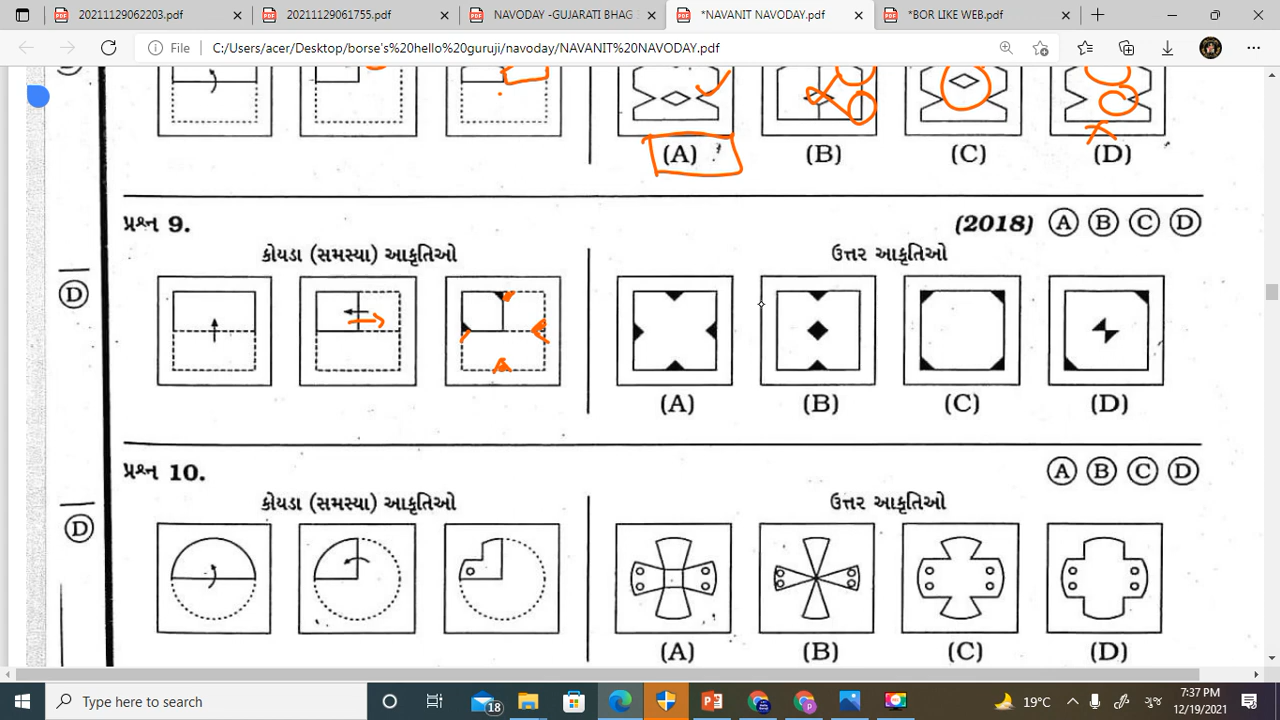 20211129062203.pdf
20211129061755.pdf
NAVODAY -GUJARATI BHAG
*NAVANIT NAVODAY.pdf
*BOR LIKE WEB.pdf
File
C:/Users/acer/Desktop/borse's%20hello%20guruji/navoday/NAVANIT%20NAVODAY.pdf
(A) (B) (C) (D)
પ્રશ્ન 9. (2018) A B C D
કોયડા (સમસ્યા) આકૃતિઓ ઉત્તર આકૃતિઓ
D
(A) (B) (C) (D)
પ્રશ્ન 10. A B C D
કોયડા (સમસ્યા) આકૃતિઓ ઉત્તર આકૃતિઓ
D
(A) (B) (C) (D)
Type here to search
18
19°C
7:37 PM
12/19/2021